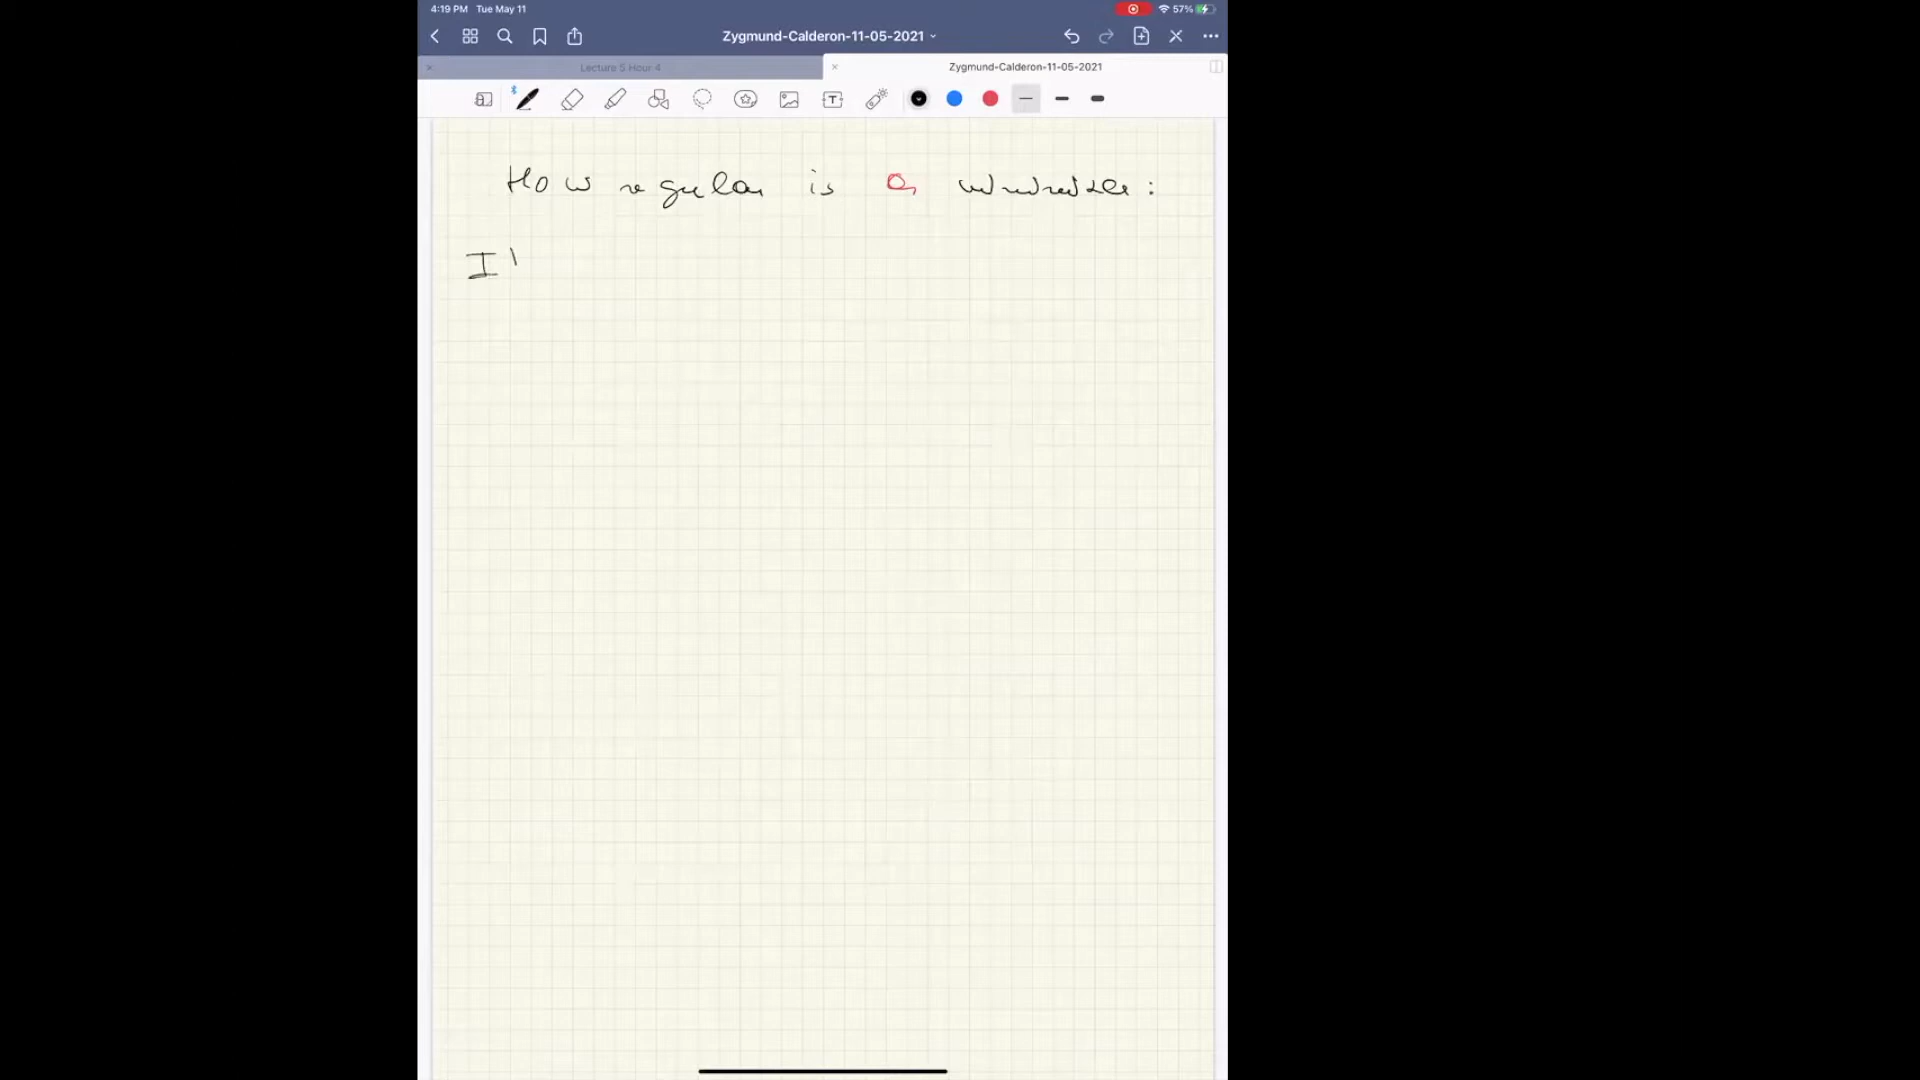 4:19 PM Tue May 11
57%
Zygmund-Calderon-11-05-2021
Lecture 5 Hour 4
Zygmund-Calderon-11-05-2021
How regular is a :
I'